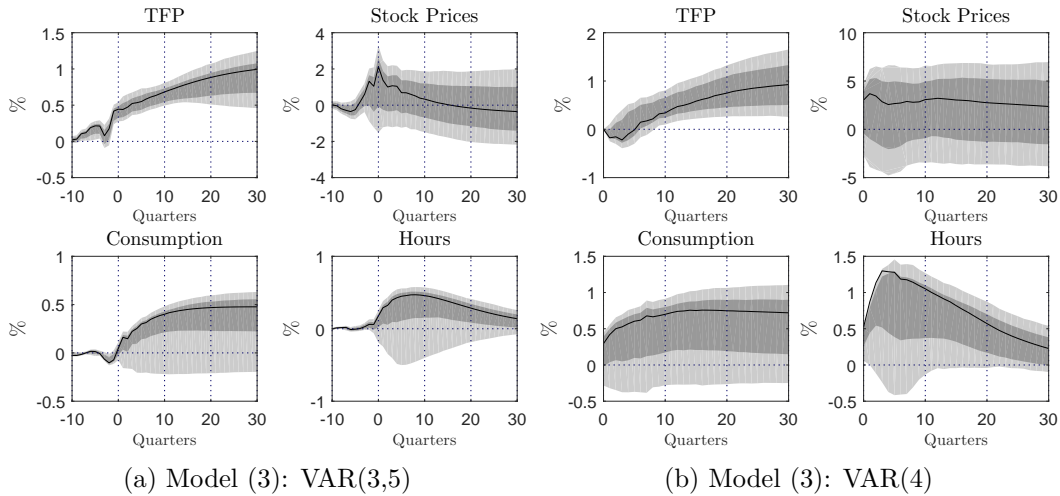 TFP
Stock Prices
TFP
Stock Prices
1.5
1
0.5
0
-0.5
%
-10 0 10 20 30
Quarters
4
2
0
-2
-4
%
-10 0 10 20 30
Quarters
2
1
0
-1
%
0 10 20 30
Quarters
10
5
0
-5
%
0 10 20 30
Quarters
Consumption
Hours
Consumption
Hours
1
0.5
0
-0.5
%
-10 0 10 20 30
Quarters
1
0
-1
%
-10 0 10 20 30
Quarters
1.5
1
0.5
0
-0.5
%
0 10 20 30
Quarters
1.5
1
0.5
0
-0.5
%
0 10 20 30
Quarters
(a) Model (3): VAR(3,5)
(b) Model (3): VAR(4)